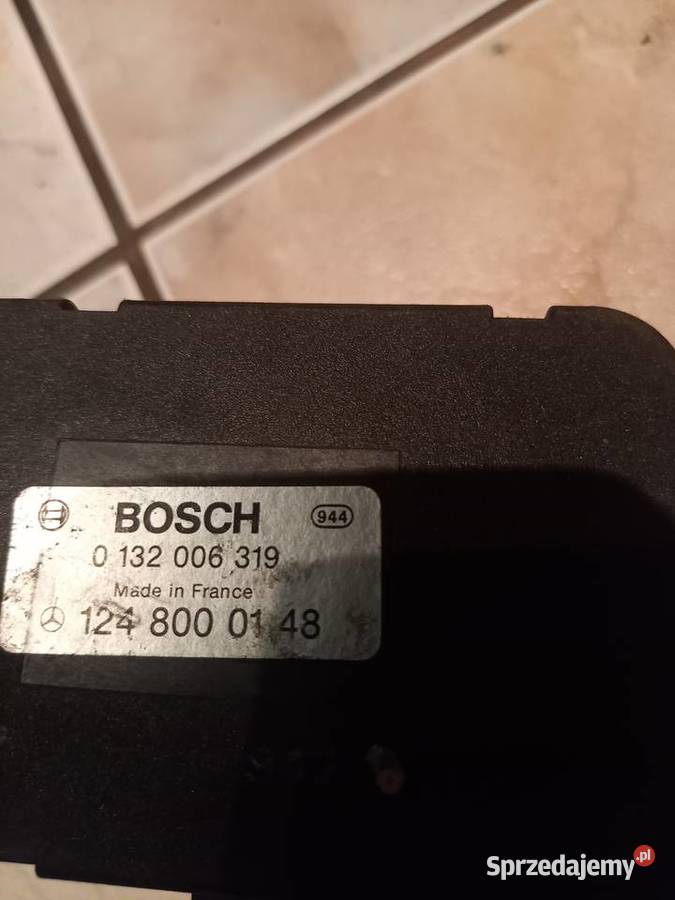 BOSCH 944
0 132 006 319
Made in France
124 800 01 48
Sprzedajemy.pl